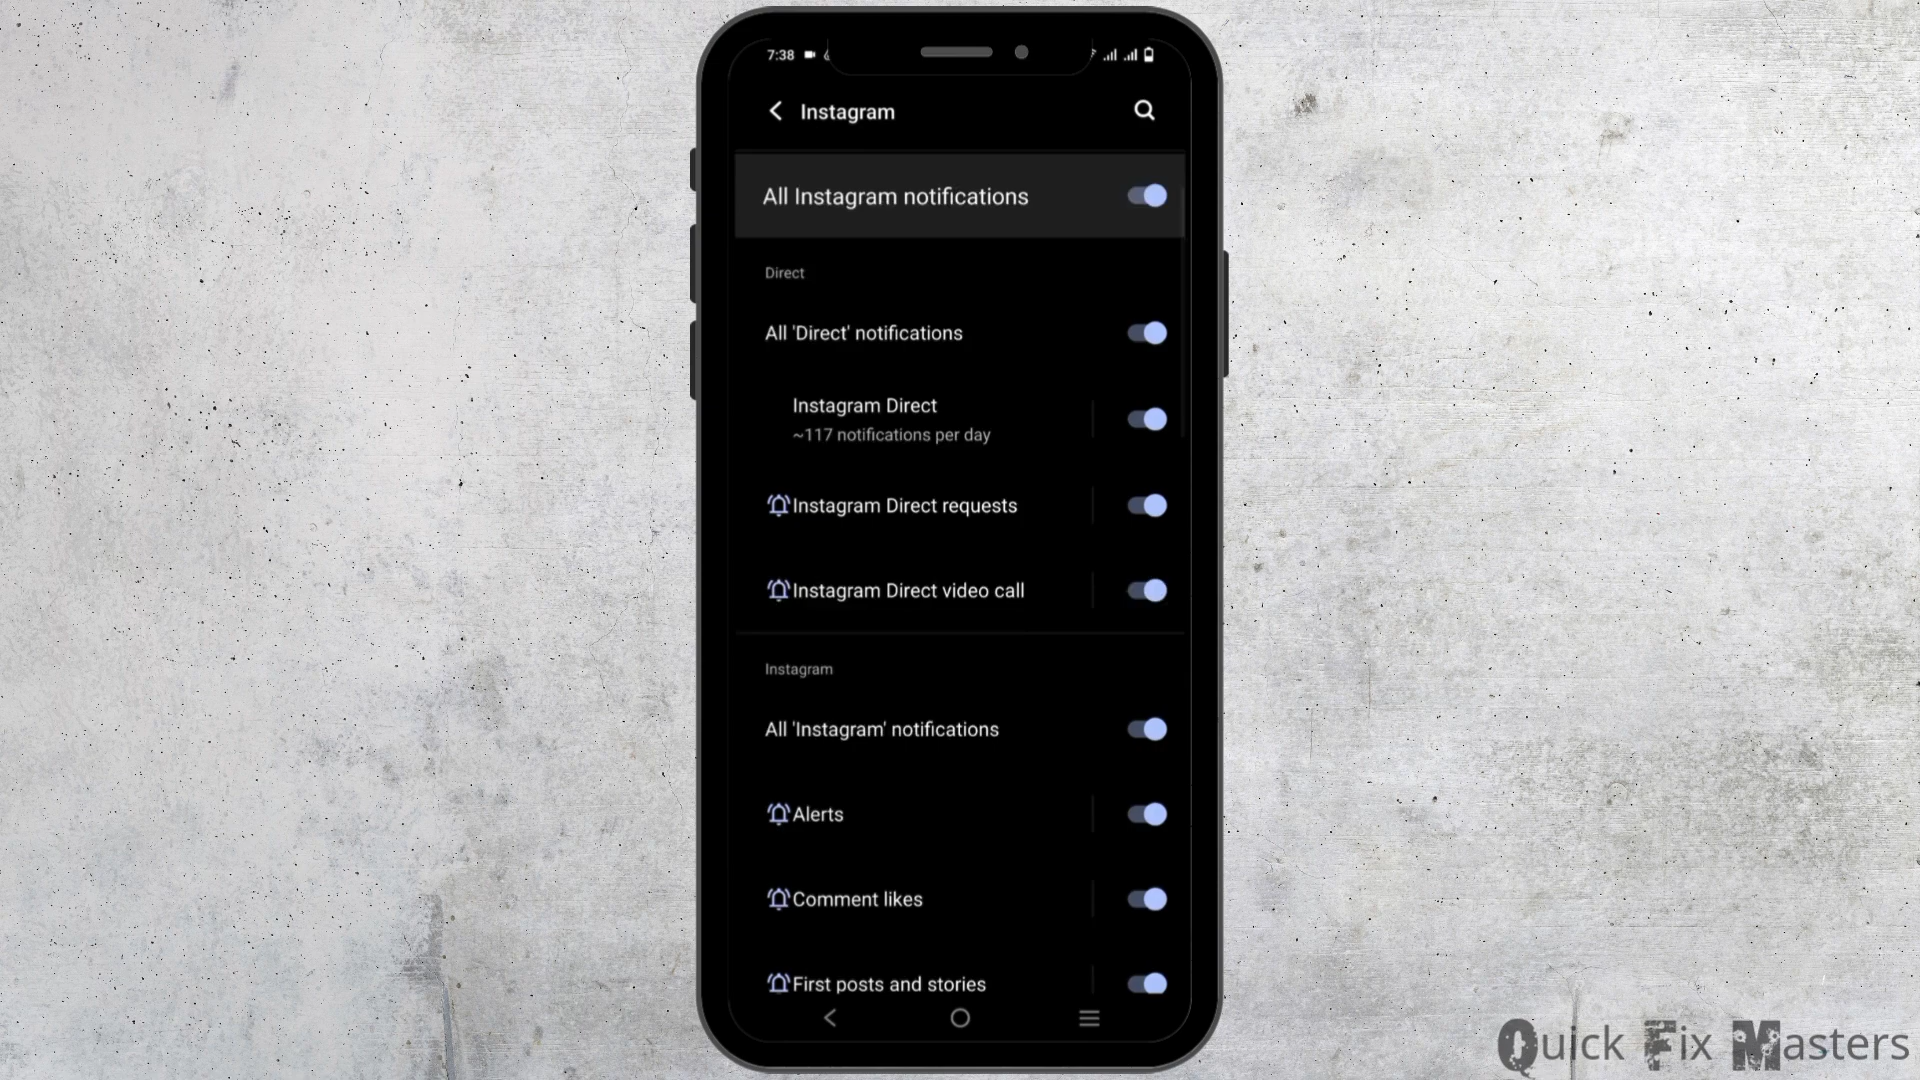 7:38
Instagram
All Instagram notifications
Direct
All 'Direct' notifications
Instagram Direct
~117 notifications per day
Instagram Direct requests
Instagram Direct video call
Instagram
All 'Instagram' notifications
Alerts
Comment likes
First posts and stories
Quick Fix Masters